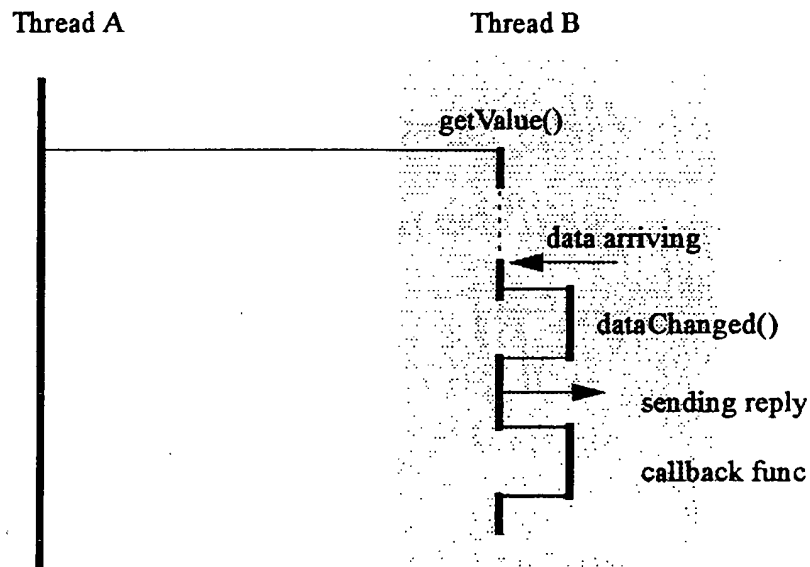 Thread A
Thread B
getValue()
data arriving
dataChanged()
sending reply
callback func